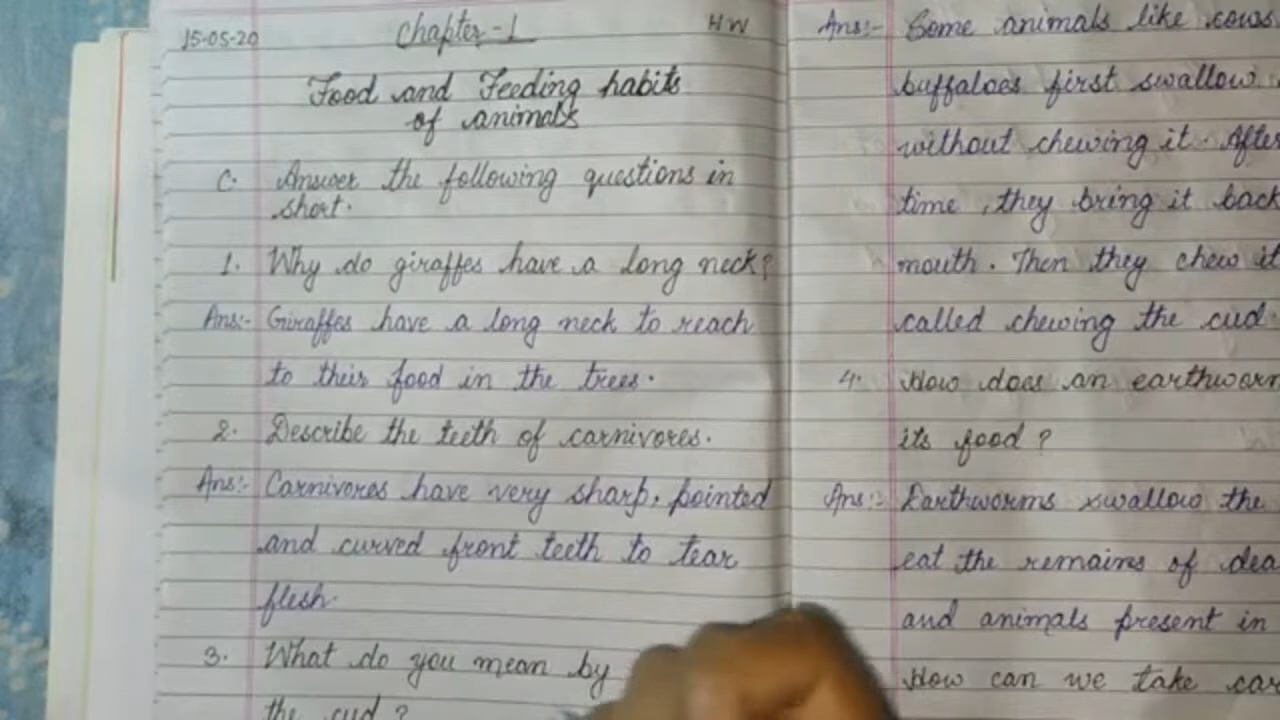 15-05-20 Chapter-1 HW
Food and Feeding habits
of animals
C. Answer the following questions in
short.
1. Why do giraffes have a long neck?
Ans:- Giraffes have a long neck to reach
to their food in the trees.
2. Describe the teeth of carnivores.
Ans:- Carnivores have very sharp, pointed
and curved front teeth to tear
flesh.
3. What do you mean by
the cud?
Ans:- Some animals like cows
buffaloes first swallow
without chewing it. After
time, they bring it back
mouth. Then they chew it
called chewing the cud.
4. How does an earthworm
its food?
Ans:- Earthworms swallow the
eat the remains of dea
and animals present in
How can we take car